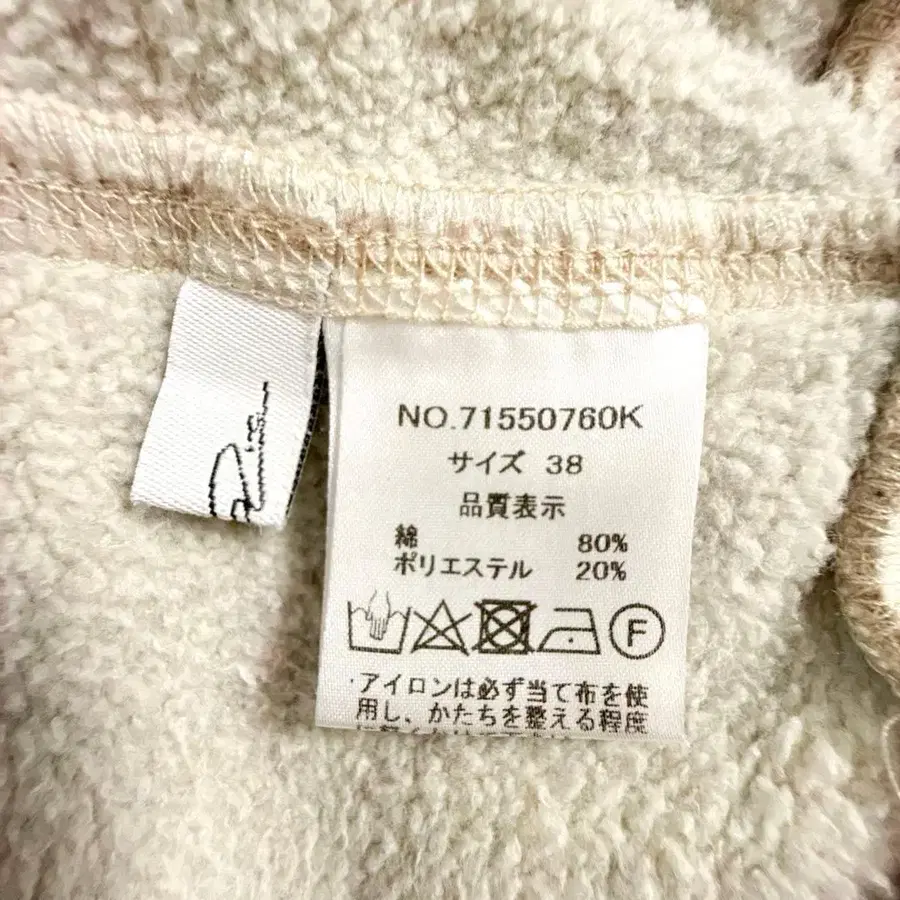 NO.71550760K
サイズ 38
品質表示
綿 80%
ポリエステル 20%
F
・アイロンは必ず当て布を使
用し、かたちを整える程度